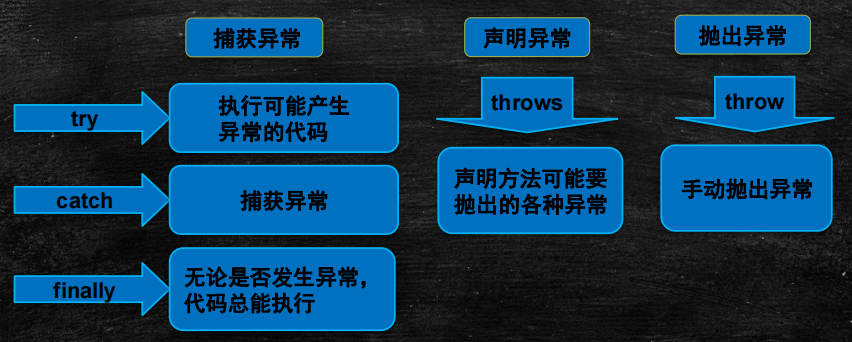 捕获异常
声明异常
抛出异常
try
执行可能产生
异常的代码
catch
捕获异常
finally
无论是否发生异常，
代码总能执行
throws
声明方法可能要
抛出的各种异常
throw
手动抛出异常